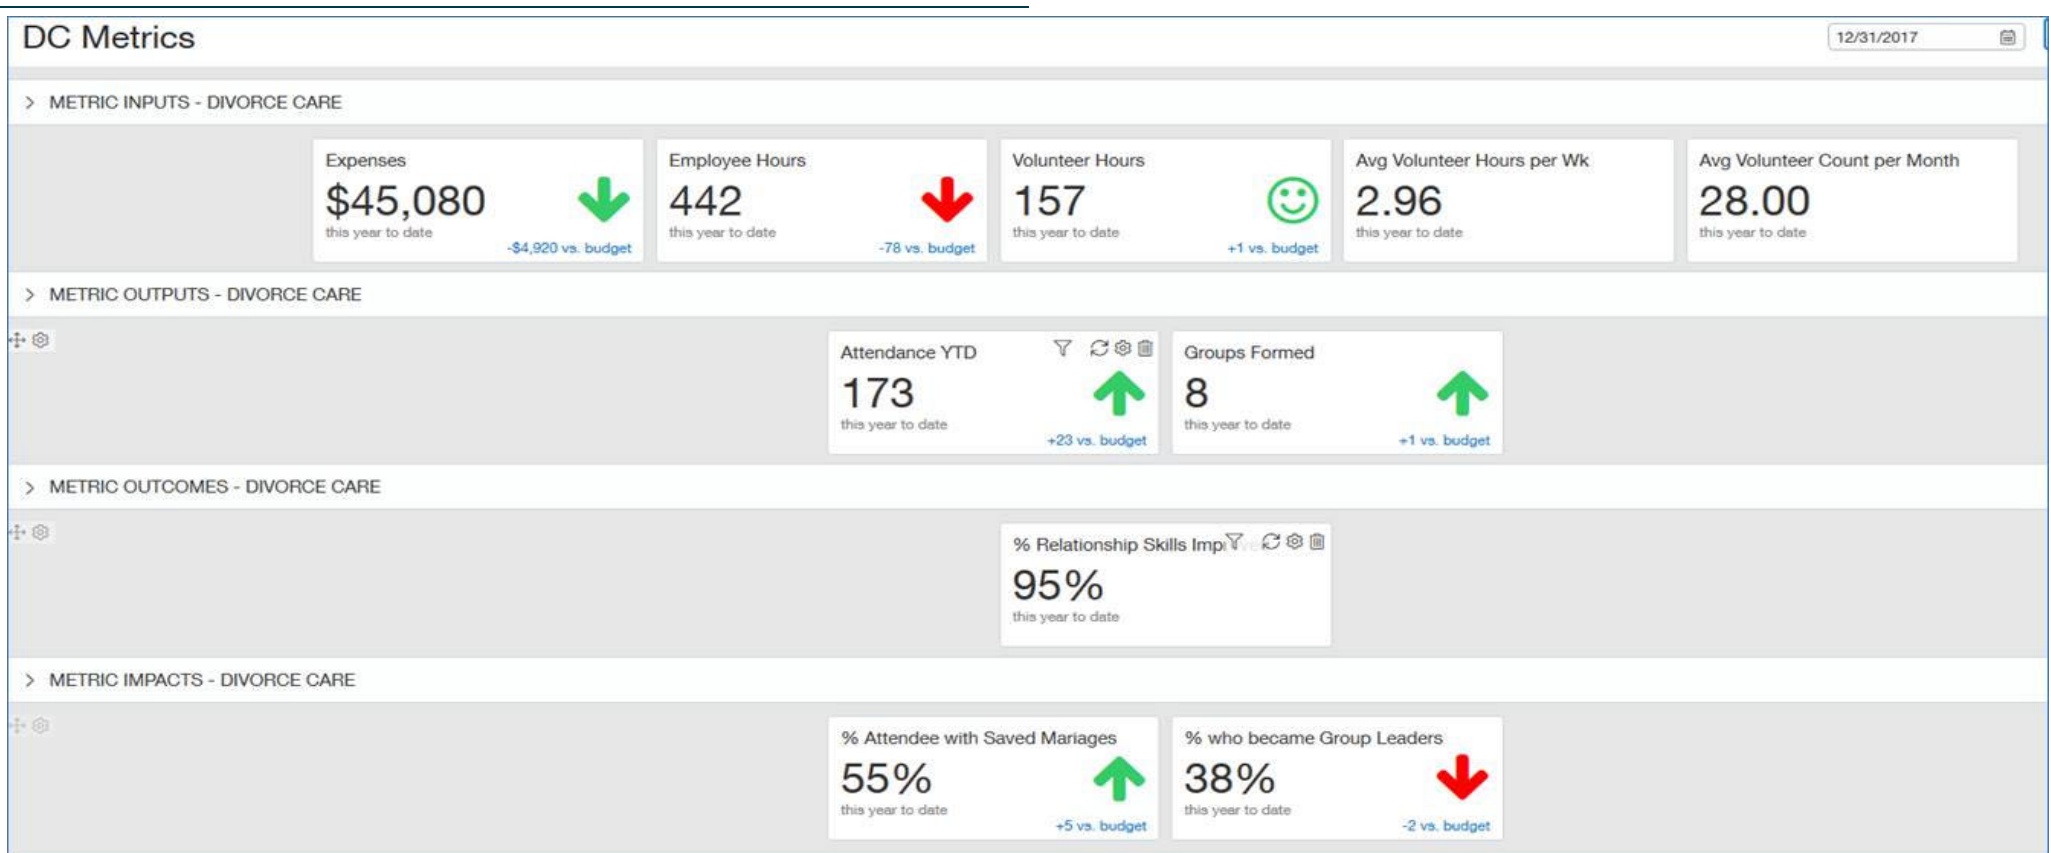 DC Metrics
12/31/2017
METRIC INPUTS - DIVORCE CARE
Expenses
$45,080
this year to date
-$4,920 vs. budget
Employee Hours
442
this year to date
-78 vs. budget
Volunteer Hours
157
this year to date
+1 vs. budget
Avg Volunteer Hours per Wk
2.96
this year to date
Avg Volunteer Count per Month
28.00
this year to date
METRIC OUTPUTS - DIVORCE CARE
Attendance YTD
173
this year to date
+23 vs. budget
Groups Formed
8
this year to date
+1 vs. budget
METRIC OUTCOMES - DIVORCE CARE
% Relationship Skills
95%
this year to date
METRIC IMPACTS - DIVORCE CARE
% Attendee with Saved Mariages
55%
this year to date
+5 vs. budget
% who became Group Leaders
38%
this year to date
-2 vs. budget